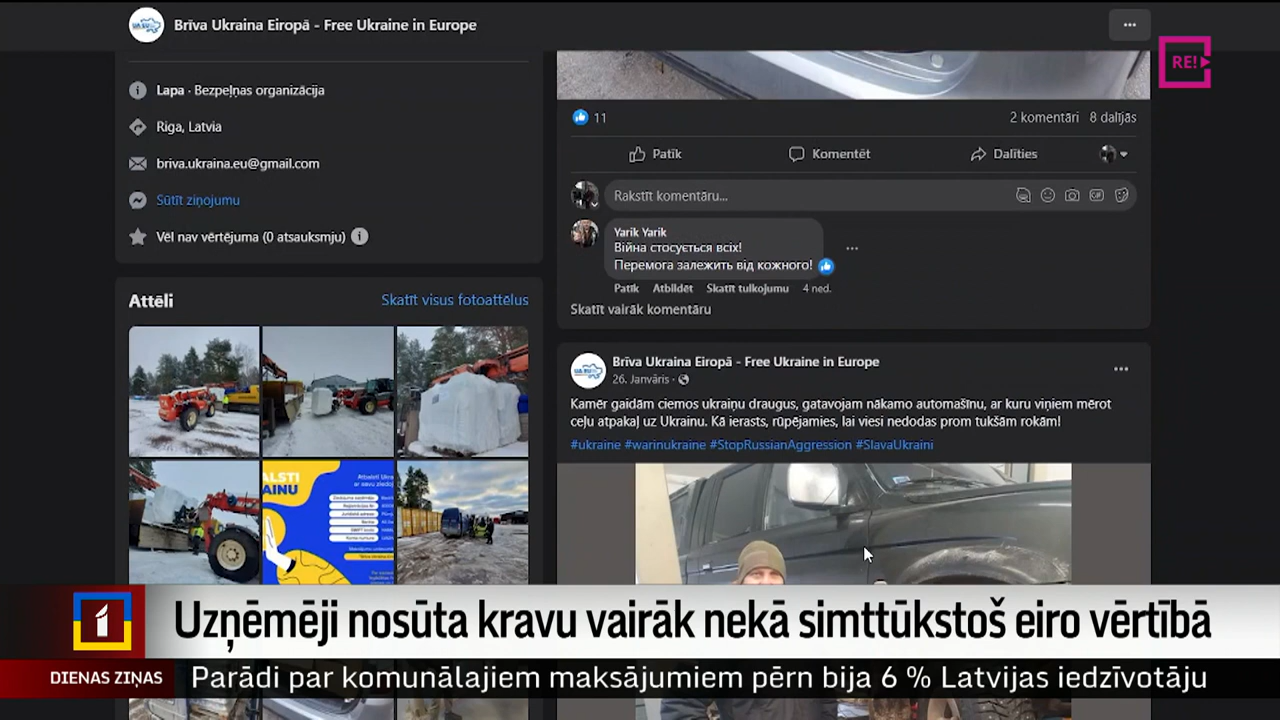 Brīva Ukraina Eiropā - Free Ukraine in Europe
RE!
Lapa · Bezpeļņas organizācija
Riga, Latvia
briva.ukraina.eu@gmail.com
Sūtīt ziņojumu
Vēl nav vērtējuma (0 atsauksmju)
Attēli
Skatīt visus fotoattēlus
11
2 komentāri 8 dalījās
Patīk Komentēt Dalīties
Rakstīt komentāru...
GIF
Yarik Yarik
Війна стосується всіх!
Перемога залежить від кожного!
Patīk Atbildēt Skatīt tulkojumu 4 ned.
Skatīt vairāk komentāru
Brīva Ukraina Eiropā - Free Ukraine in Europe
26. Janvāris ·
Kamēr gaidām ciemos ukraiņu draugus, gatavojam nākamo automašīnu, ar kuru viņiem mērot
ceļu atpakaļ uz Ukrainu. Kā ierasts, rūpējamies, lai viesi nedodas prom tukšām rokām!
#ukraine #warinukraine #StopRussianAggression #SlavaUkraini
1
Uzņēmēji nosūta kravu vairāk nekā simttūkstoš eiro vērtībā
DIENAS ZIŅAS
Parādi par komunālajiem maksājumiem pērn bija 6 % Latvijas iedzīvotāju